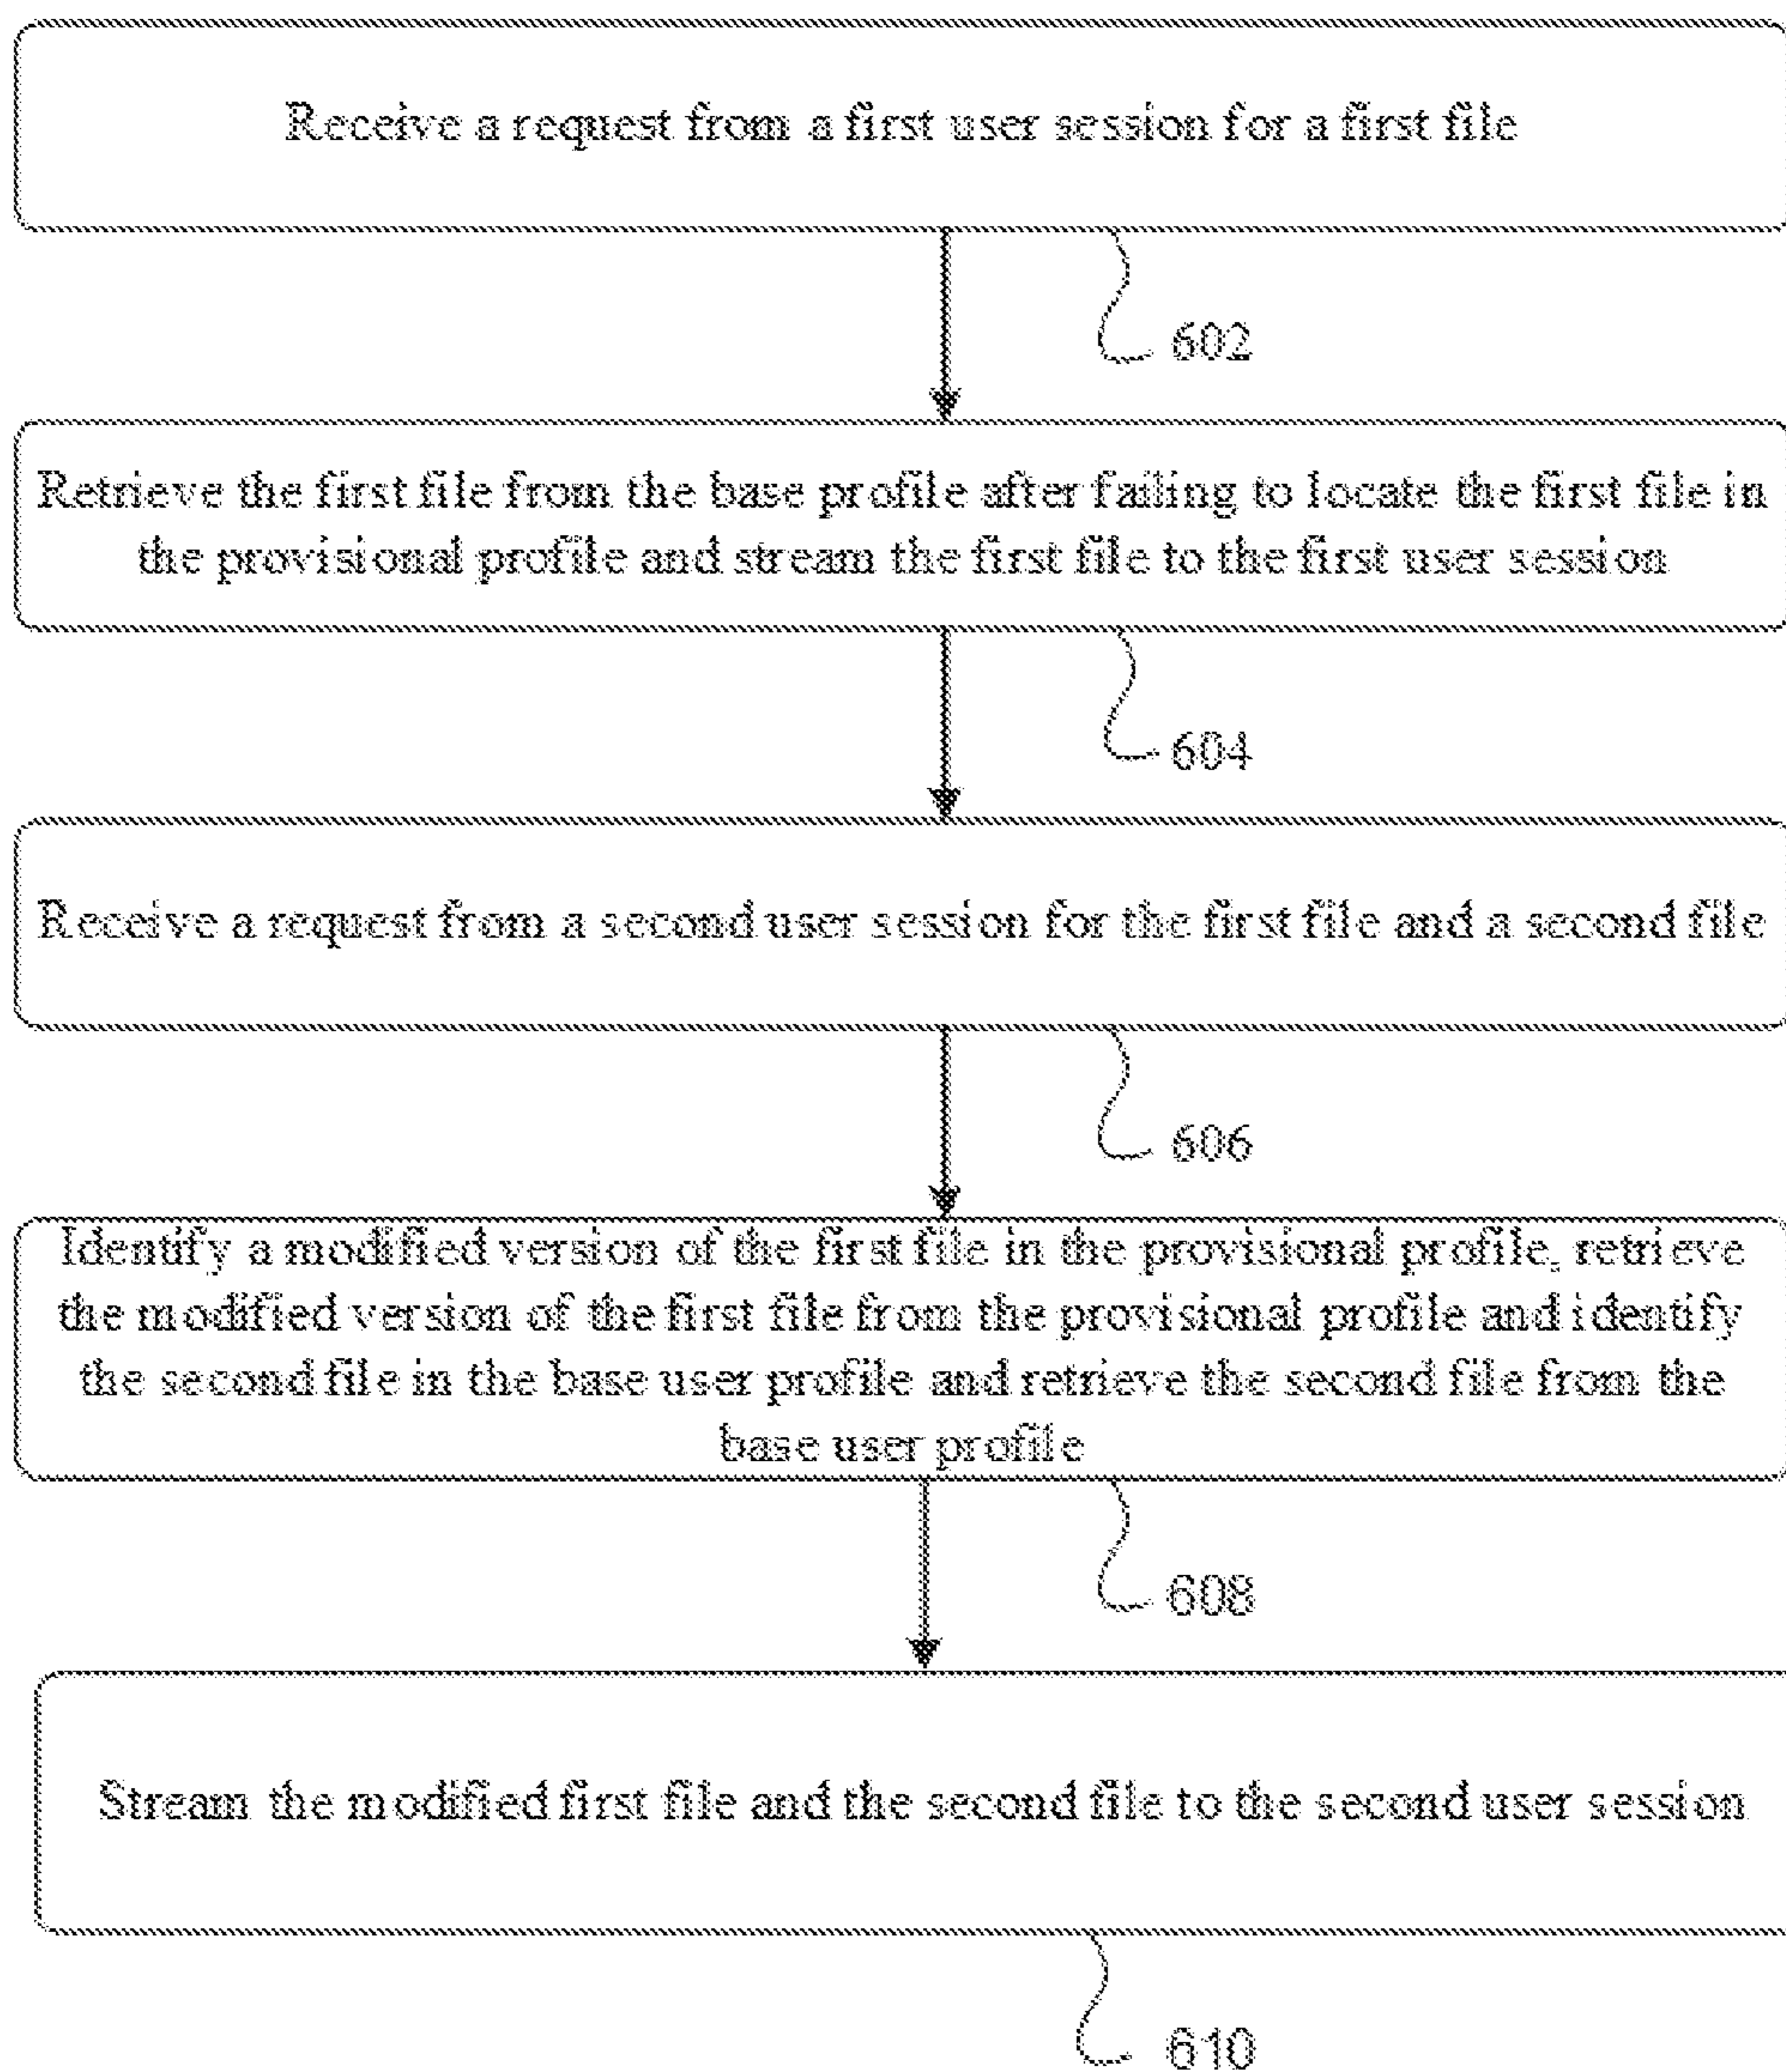 Receive a request from a first user session for a first file
602
Retrieve the first file from the base profile after failing to locate the first file in
the provisional profile and stream the first file to the first user session
604
Receive a request from a second user session for the first file and a second file
606
Identify a modified version of the first file in the provisional profile, retrieve
the modified version of the first file from the provisional profile and identify
the second file in the base user profile and retrieve the second file from the
base user profile
608
Stream the modified first file and the second file to the second user session
610